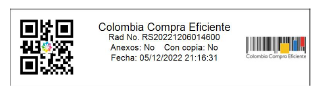 Colombia Compra Eficiente
Rad No. RS20221206014600
Anexos: No Con copia: No
Fecha: 05/12/2022 21:16:31
Colombia Compra Eficiente